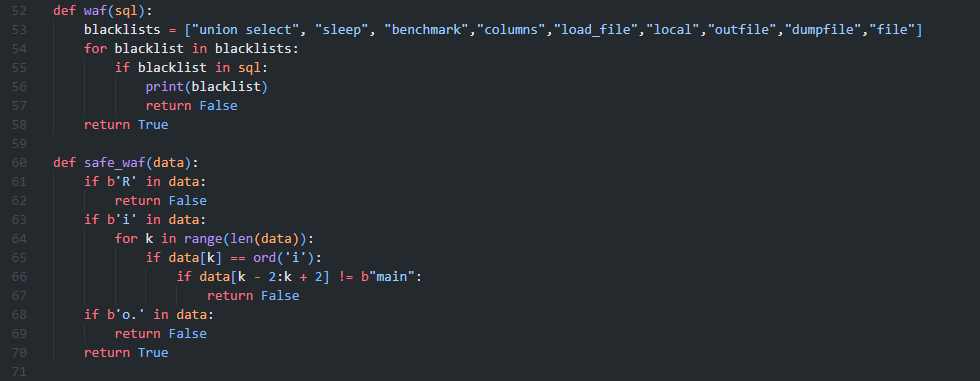 52 def waf(sql):
53     blacklists = ["union select", "sleep", "benchmark","columns","load_file","local","outfile","dumpfile","file"]
54     for blacklist in blacklists:
55         if blacklist in sql:
56             print(blacklist)
57             return False
58     return True
59
60 def safe_waf(data):
61     if b'R' in data:
62         return False
63     if b'i' in data:
64         for k in range(len(data)):
65             if data[k] == ord('i'):
66                 if data[k - 2:k + 2] != b"main":
67                     return False
68     if b'o.' in data:
69         return False
70     return True
71